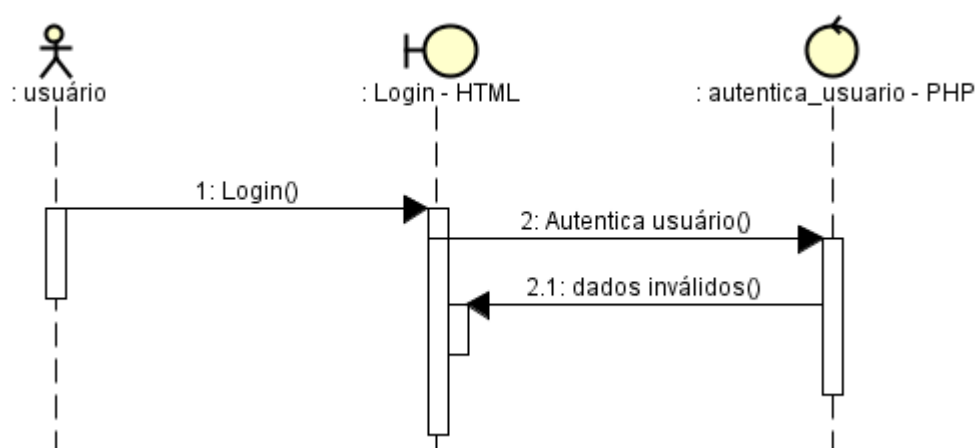 : usuário
: Login - HTML
: autentica_usuario - PHP
1: Login()
2: Autentica usuário()
2.1: dados inválidos()